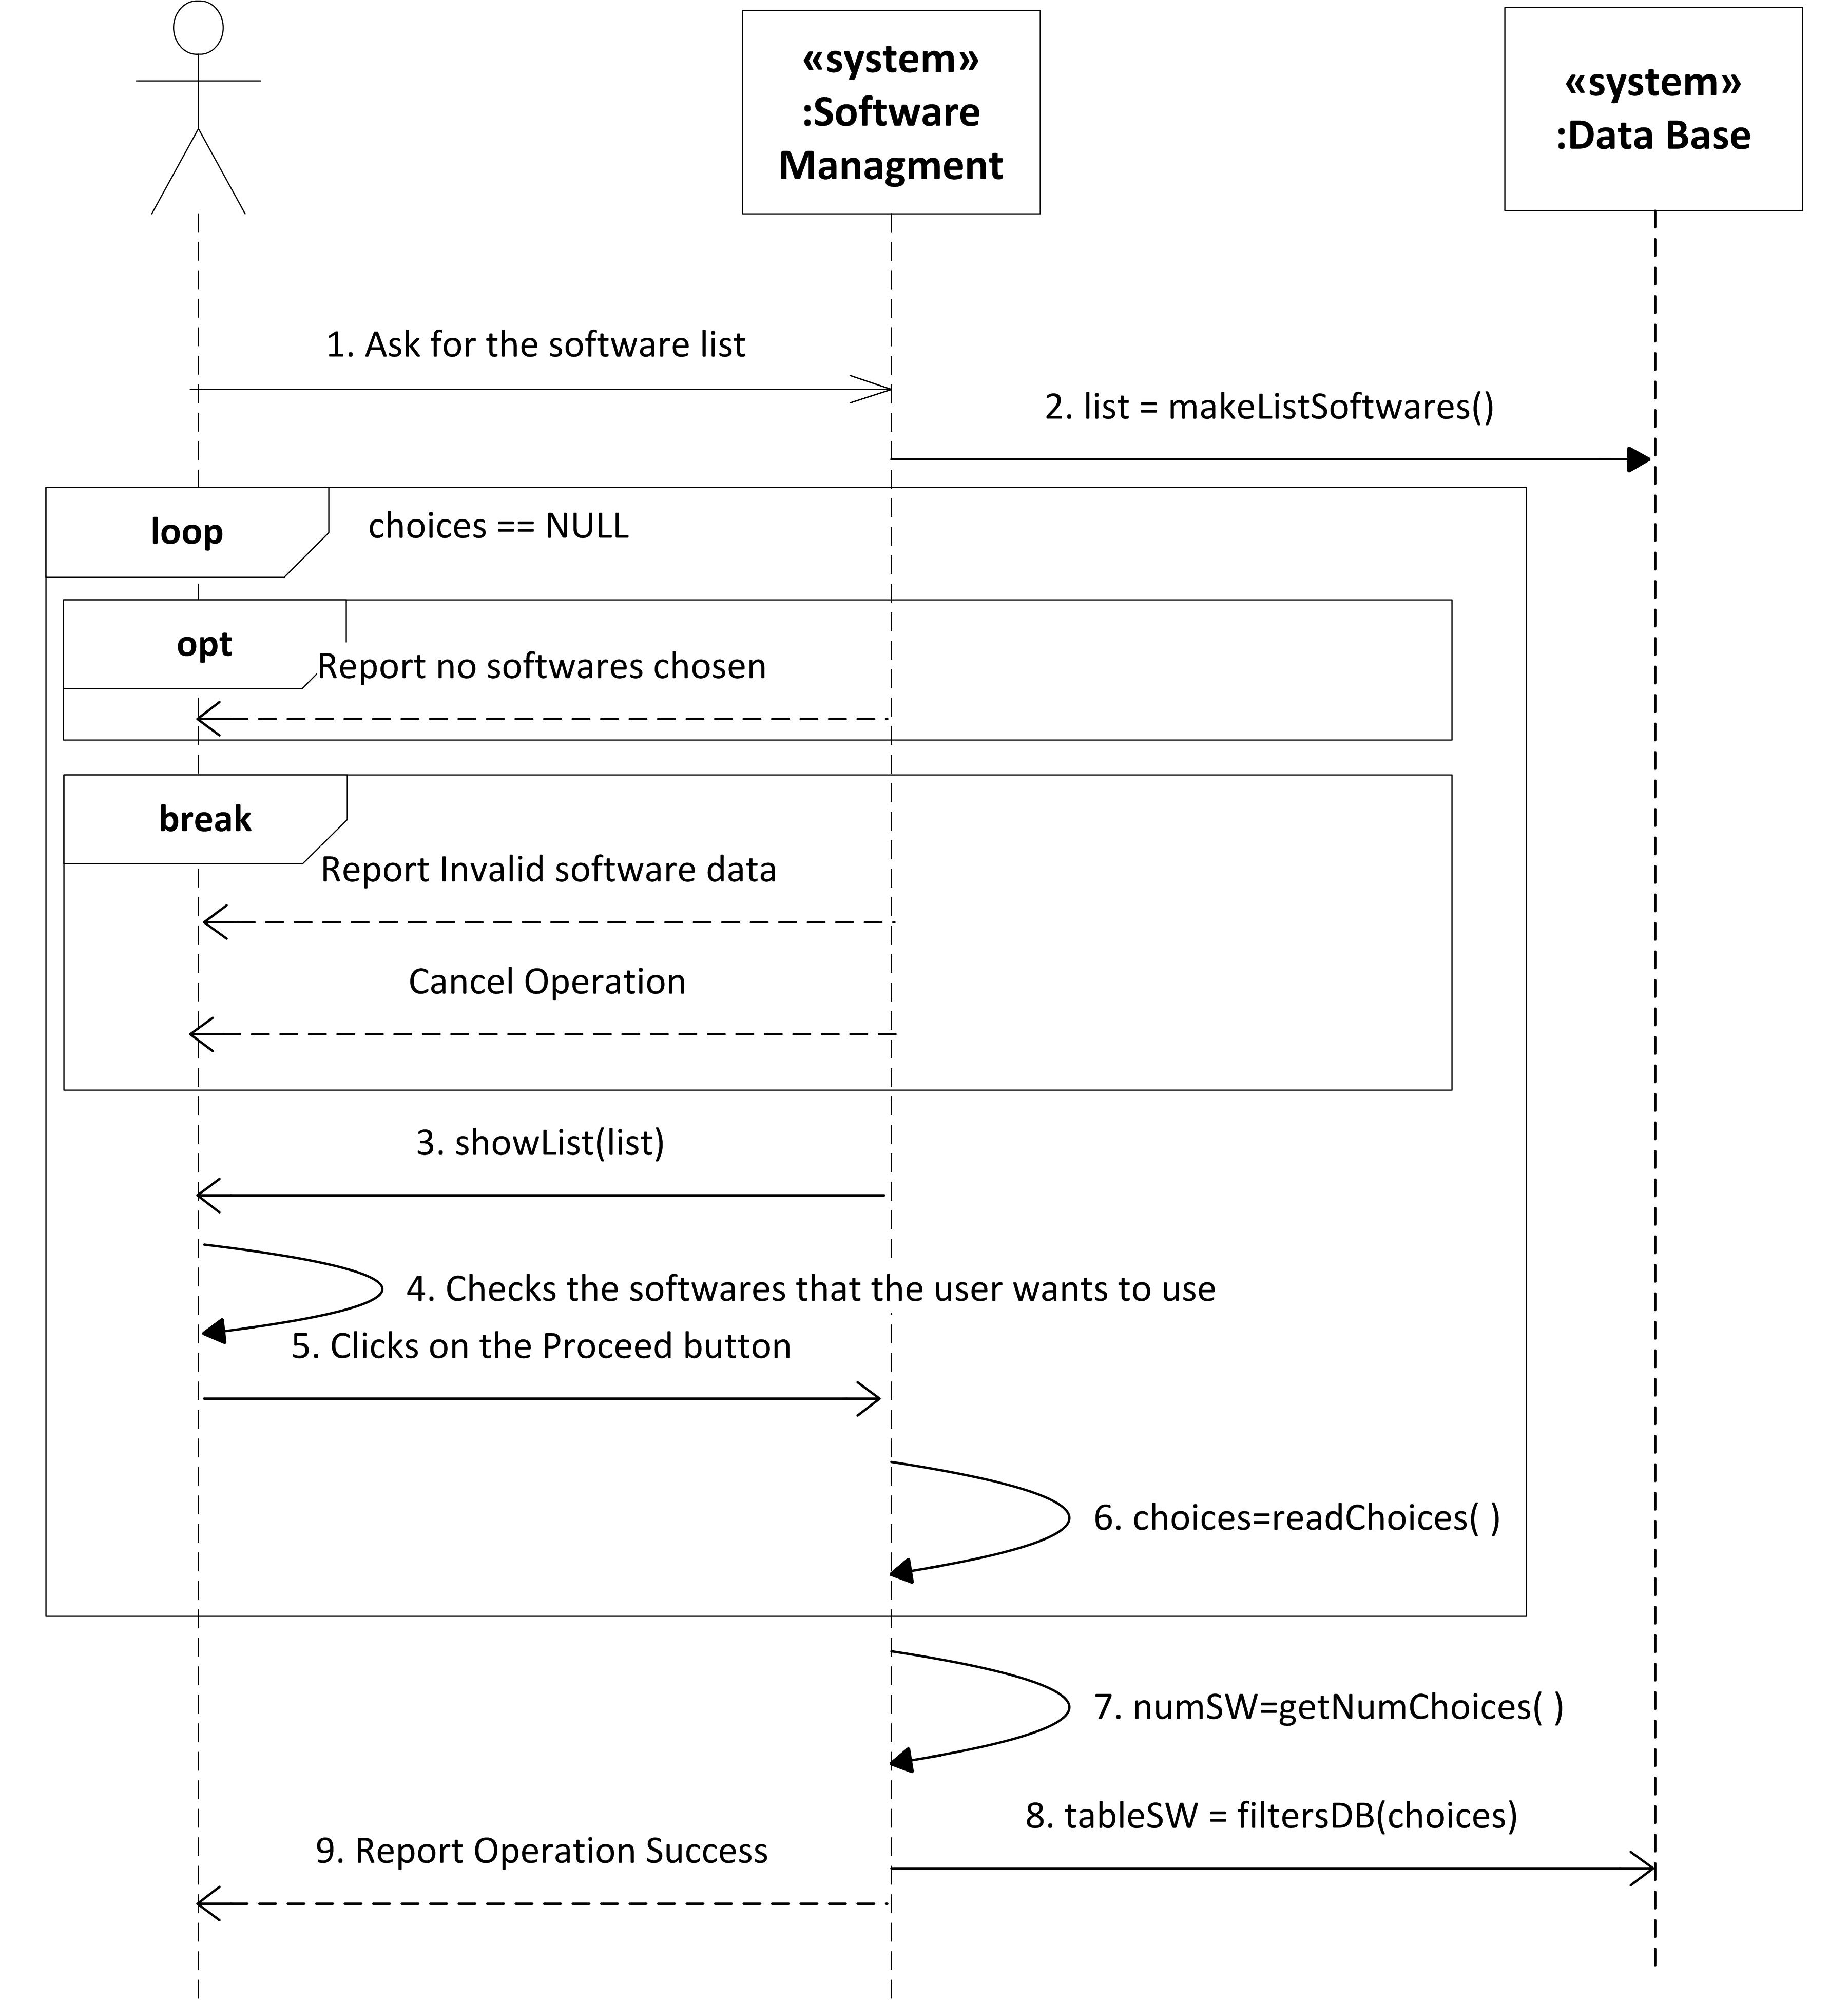 «system»
:Software
Managment
«system»
:Data Base
1. Ask for the software list
2. list = makeListSoftwares()
loop
choices == NULL
opt
Report no softwares chosen
break
Report Invalid software data
Cancel Operation
3. showList(list)
4. Checks the softwares that the user wants to use
5. Clicks on the Proceed button
6. choices=readChoices( )
7. numSW=getNumChoices( )
8. tableSW = filtersDB(choices)
9. Report Operation Success